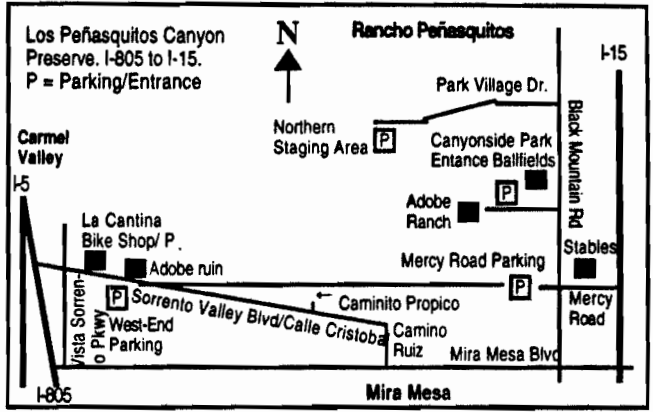 Los Peñasquitos Canyon
Preserve. I-805 to I-15.
P = Parking/Entrance
N
Rancho Peñasquitos
I-15
Park Village Dr.
Northern
Staging Area
P
Canyonside Park
Entance Ballfields
P
Black Mountain Rd
Carmel
Valley
I-5
Adobe
Ranch
La Cantina
Bike Shop/ P.
Adobe ruin
Mercy Road Parking
P
Stables
Mercy
Road
P
West-End
Parking
Sorrento Valley Blvd/Calle Cristobal
← Caminito Propico
Camino
Ruiz
Vista Sorren-
o Pkwy
Mira Mesa Blvd
I-805
Mira Mesa